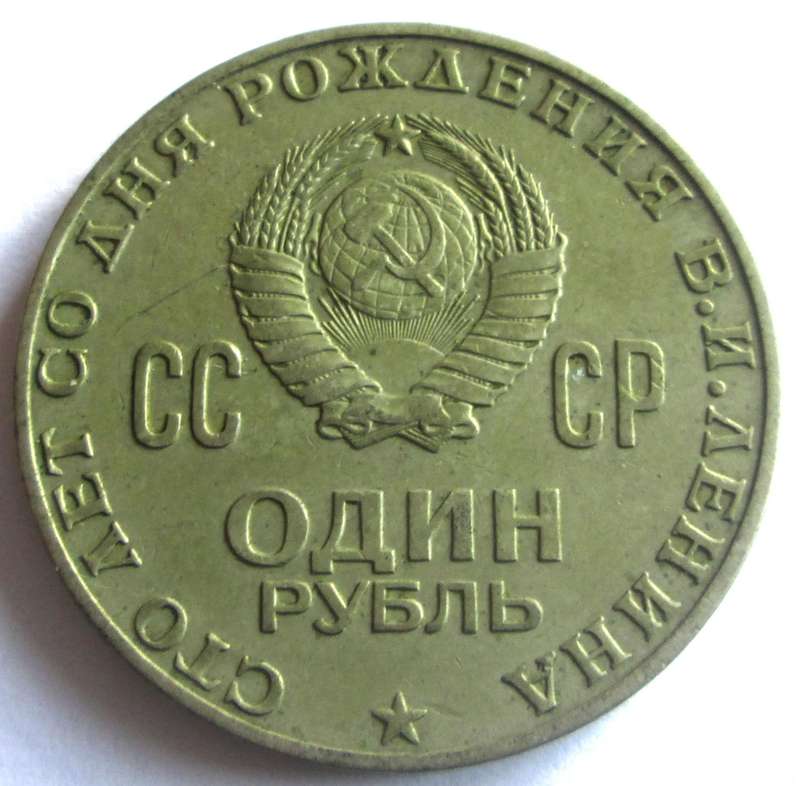 СТО ЛЕТ СО ДНЯ РОЖДЕНИЯ В.И.ЛЕНИНА
СС СР
ОДИН
РУБЛЬ